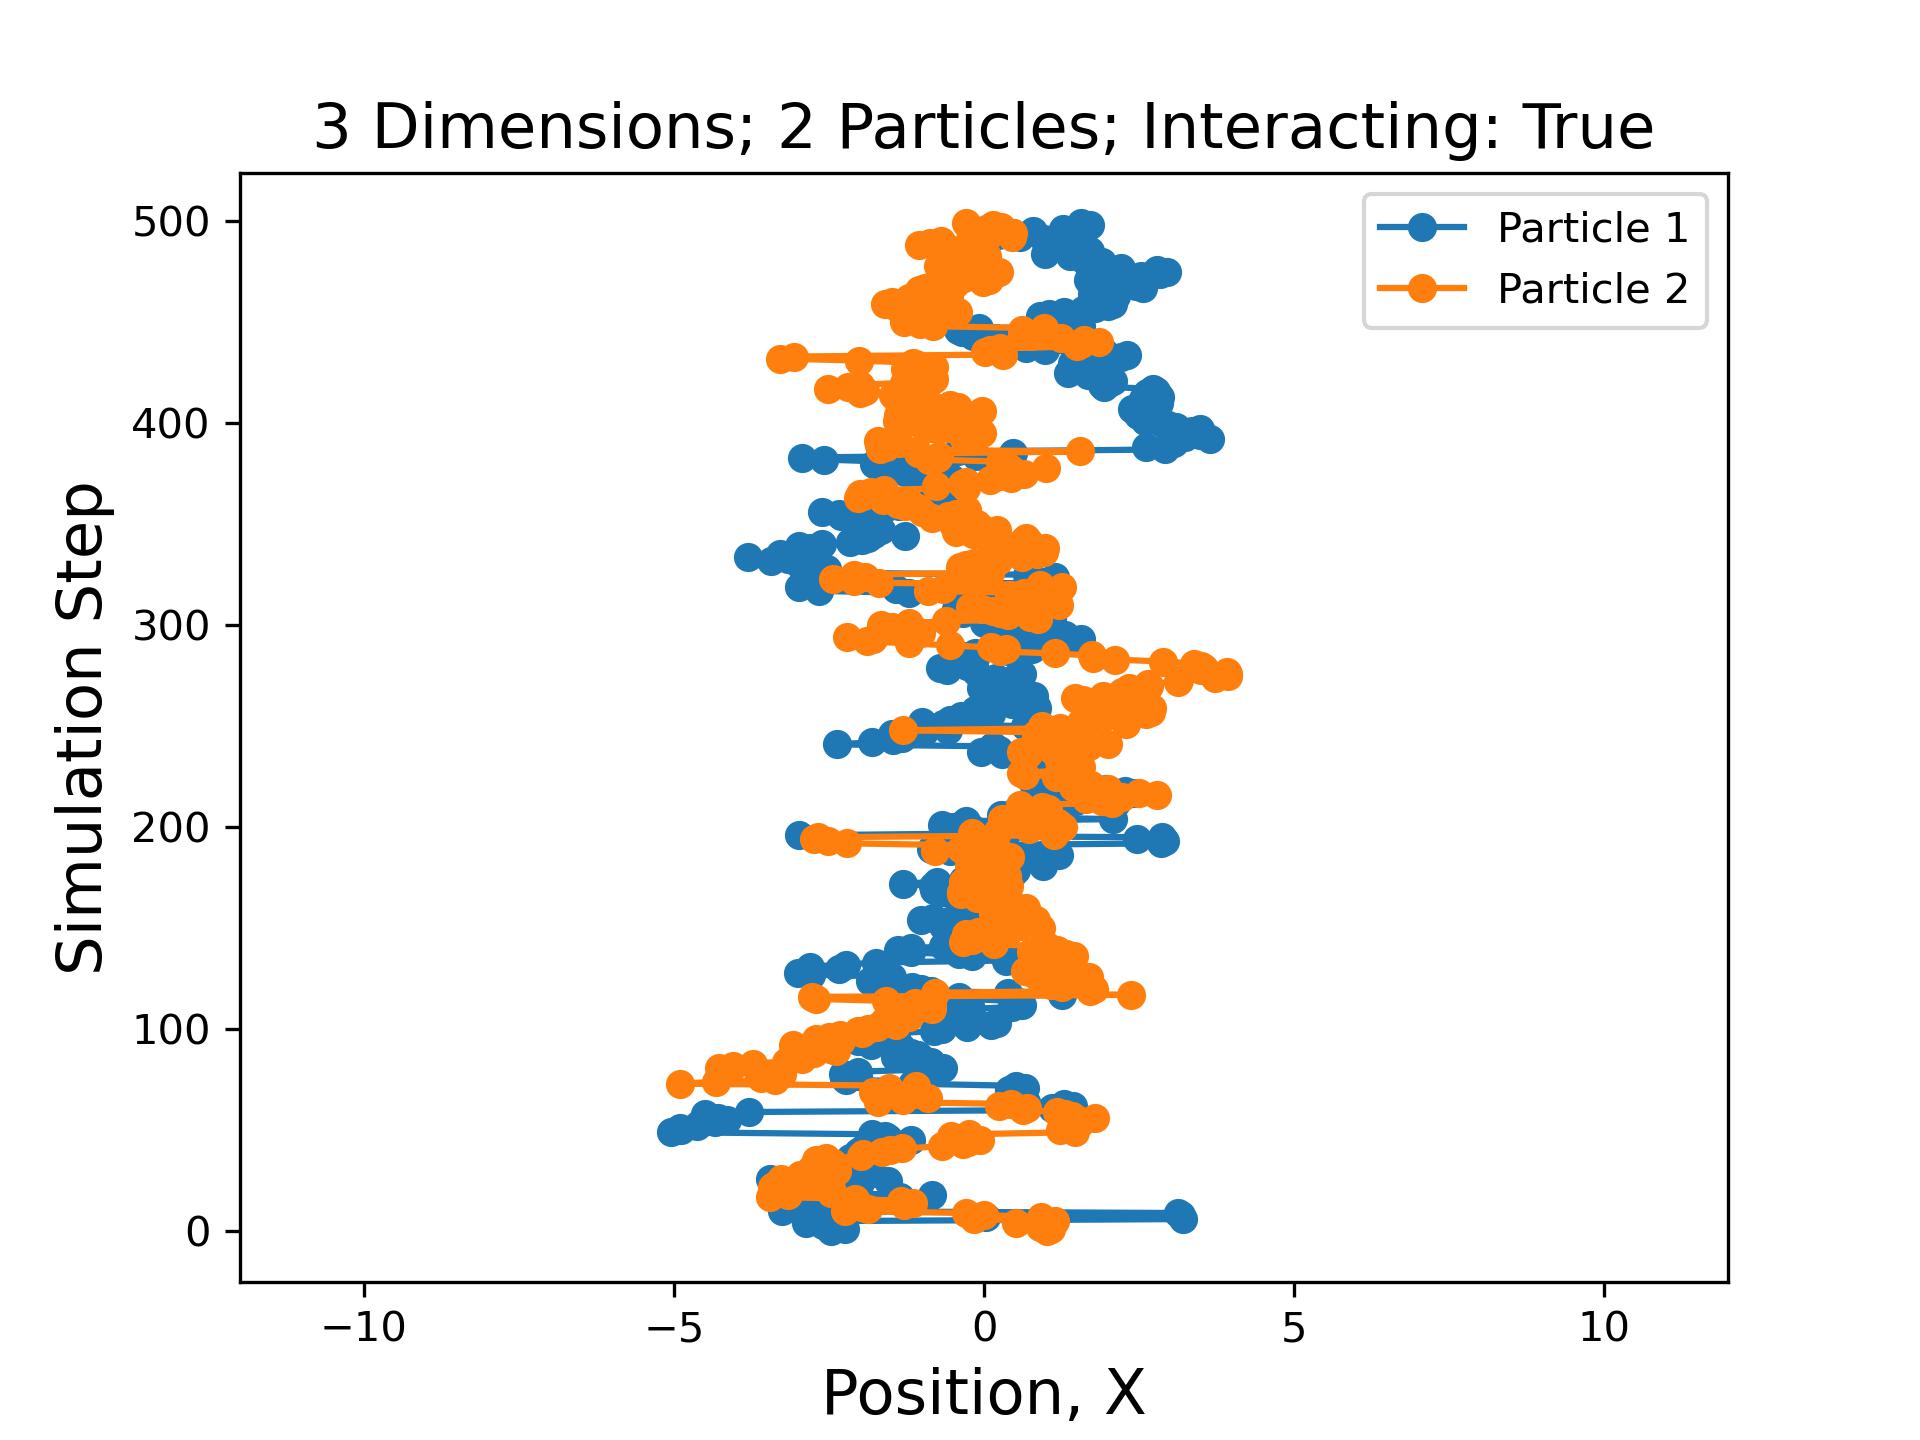 3 Dimensions; 2 Particles; Interacting: True
Particle 1
Particle 2
500
400
300
200
100
0
Simulation Step
−10
−5
0
5
10
Position, X